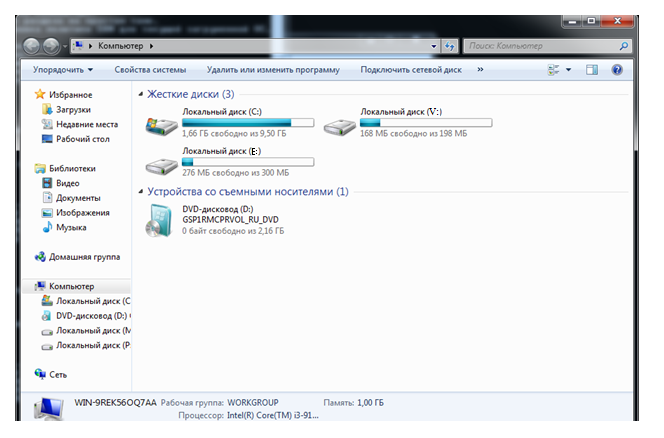 Компьютер
Поиск: Компьютер
Упорядочить Свойства системы Удалить или изменить программу Подключить сетевой диск »
Избранное
Загрузки
Недавние места
Рабочий стол
Библиотеки
Видео
Документы
Изображения
Музыка
Домашняя группа
Компьютер
Локальный диск (C
DVD-дисковод (D:)
Локальный диск (M
Локальный диск (P
Сеть
Жесткие диски (3)
Локальный диск (C:)
1,66 ГБ свободно из 9,50 ГБ
Локальный диск (V:)
168 МБ свободно из 198 МБ
Локальный диск (E:)
276 МБ свободно из 300 МБ
Устройства со съемными носителями (1)
DVD-дисковод (D:)
GSP1RMCPRVOL_RU_DVD
0 байт свободно из 2,16 ГБ
WIN-9REK56OQ7AA Рабочая группа: WORKGROUP Память: 1,00 ГБ
Процессор: Intel(R) Core(TM) i3-91...